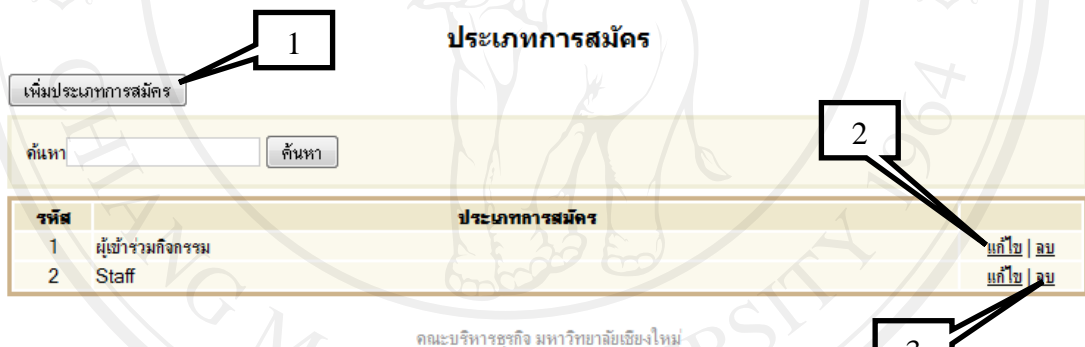 1
ประเภทการสมัคร
เพิ่มประเภทการสมัคร
2
ค้นหา ค้นหา
รหัส ประเภทการสมัคร
1 ผู้เข้าร่วมกิจกรรม แก้ไข | ลบ
2 Staff แก้ไข | ลบ
คณะบริหารธุรกิจ มหาวิทยาลัยเชียงใหม่
3
CHIANG MAI UNIVERSITY 1964